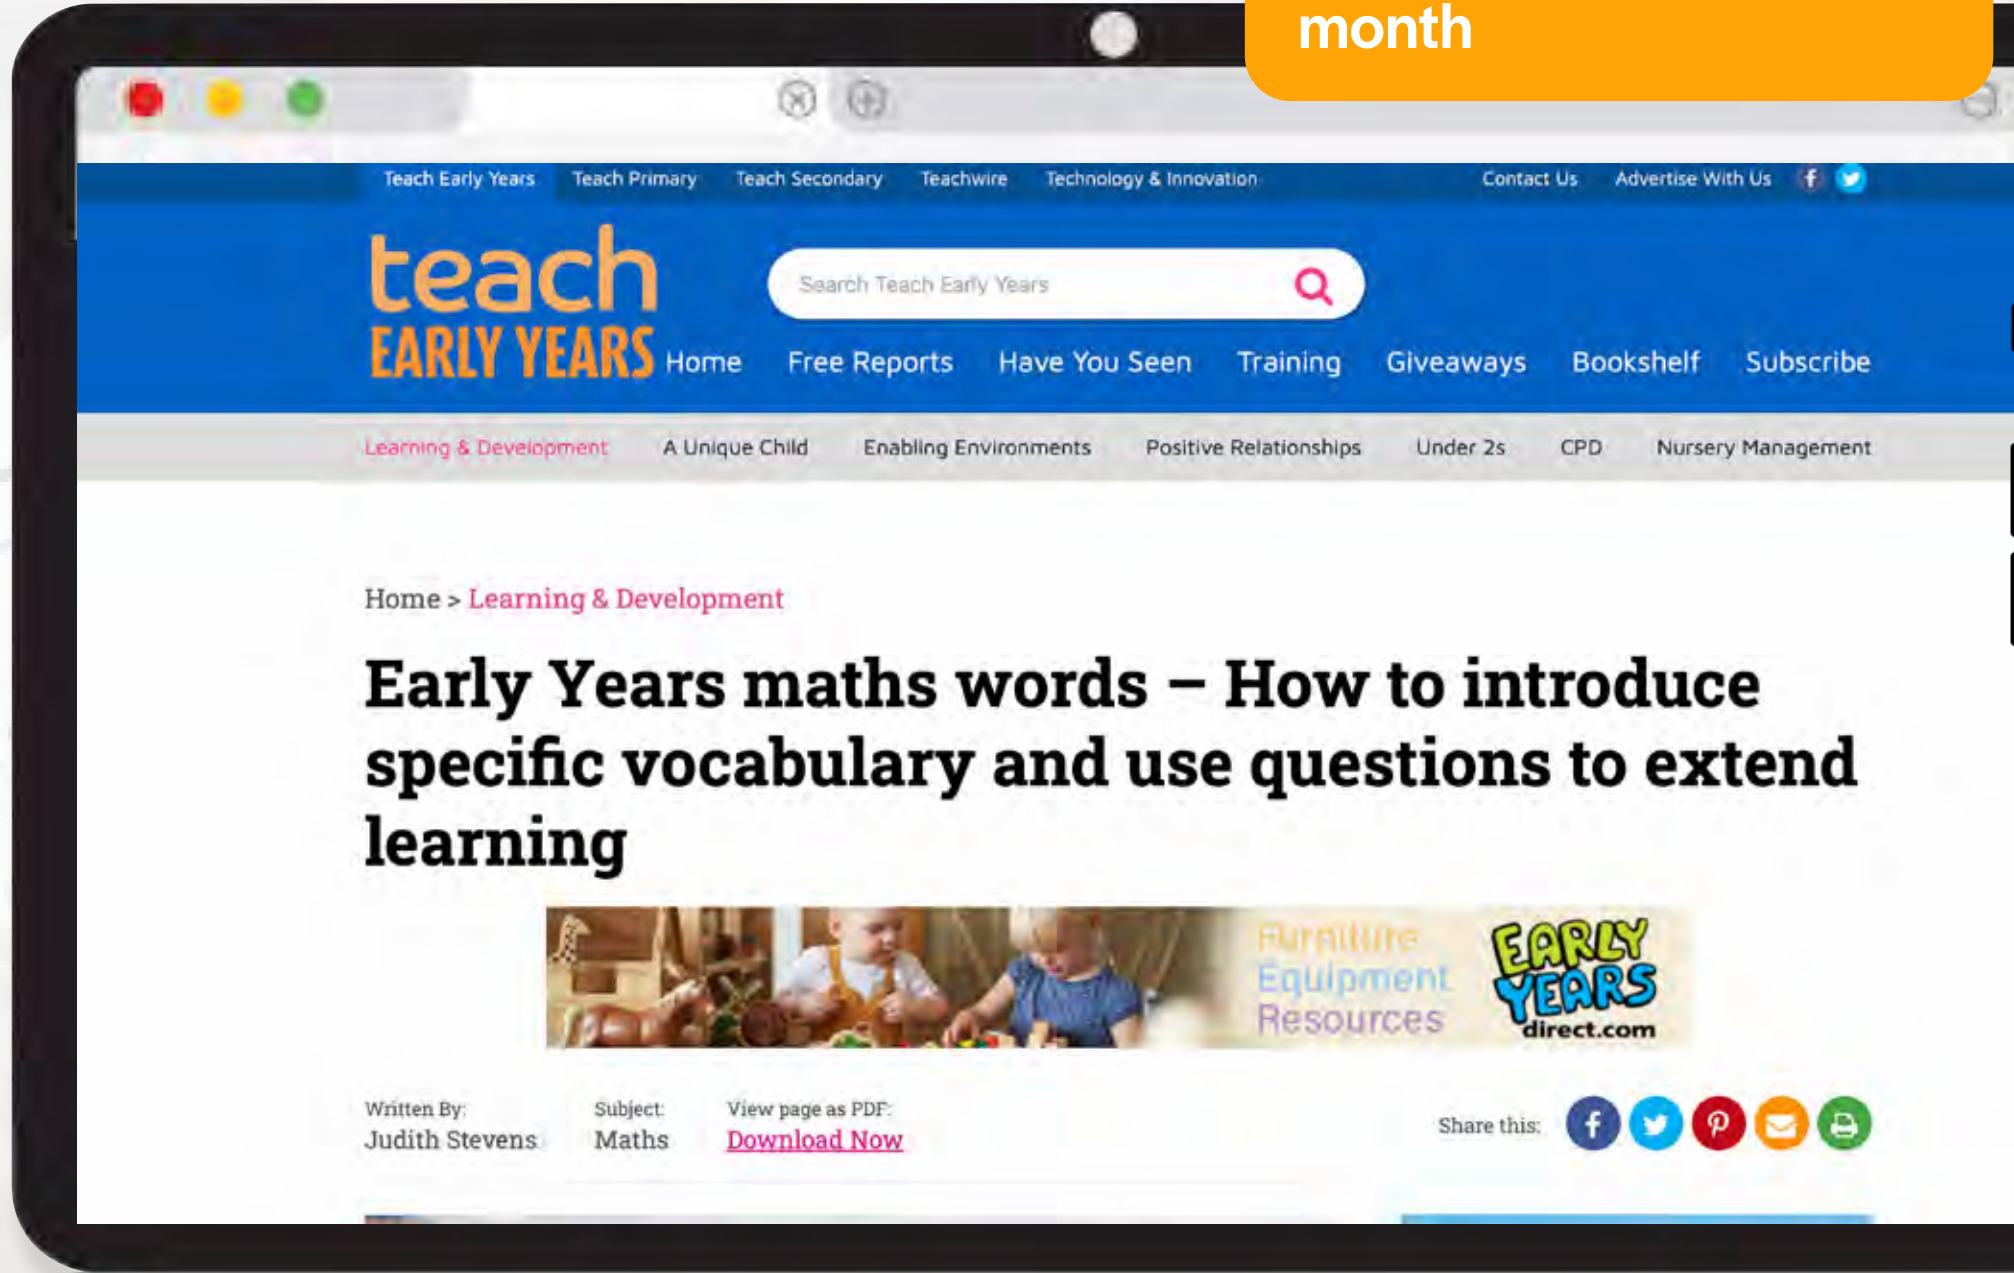 month
Teach Early Years Teach Primary Teach Secondary Teachwire Technology & Innovation Contact Us Advertise With Us
teach
EARLY YEARS
Search Teach Early Years
Home Free Reports Have You Seen Training Giveaways Bookshelf Subscribe
Learning & Development A Unique Child Enabling Environments Positive Relationships Under 2s CPD Nursery Management
Home > Learning & Development
Early Years maths words – How to introduce
specific vocabulary and use questions to extend
learning
Furniture
Equipment
Resources
EARLY
YEARS
direct.com
Written By: Subject: View page as PDF: Share this:
Judith Stevens Maths Download Now